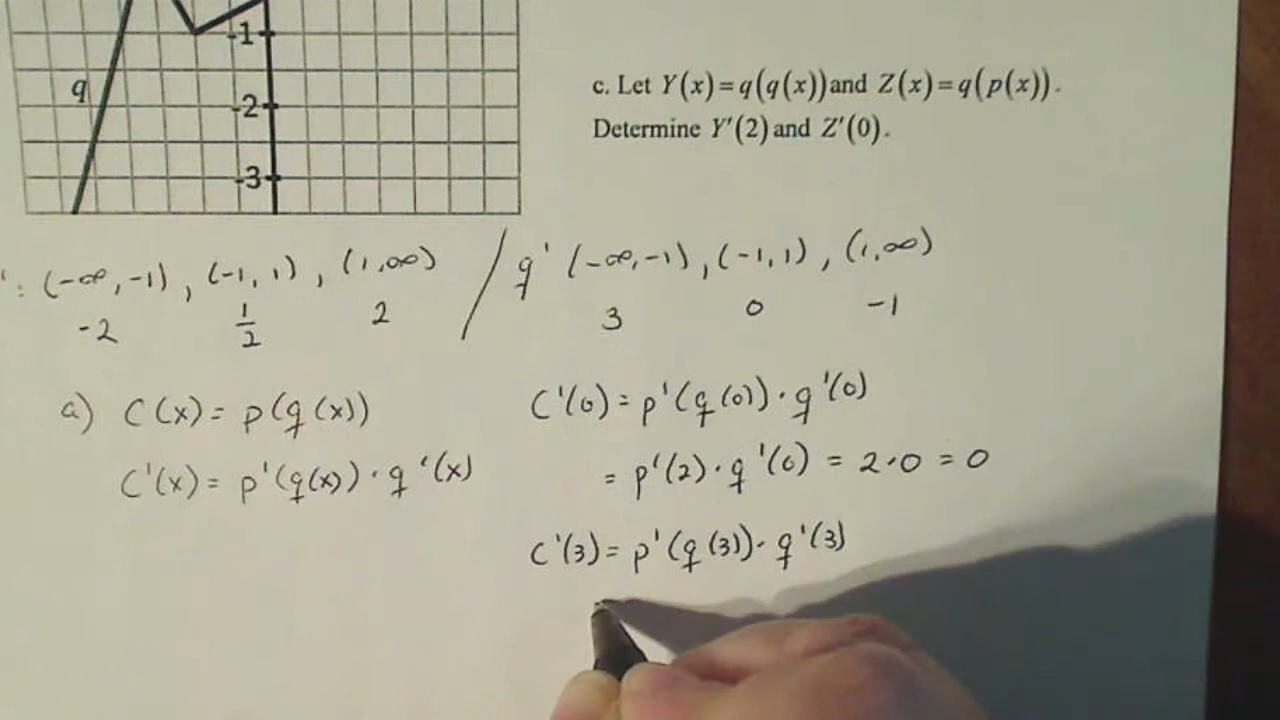 -1
q
-2
-3
c. Let Y(x)=q(q(x)) and Z(x)=q(p(x)).
Determine Y'(2) and Z'(0).
': (-∞,-1), (-1,1), (1,∞) / q' (-∞,-1), (-1,1), (1,∞)
-2 1/2 2 3 0 -1
a) C(x)= p(q(x))
C'(x)= p'(q(x))·q'(x)
C'(0)= p'(q(0))·q'(0)
= p'(2)·q'(0) = 2·0 = 0
C'(3)= p'(q(3))·q'(3)